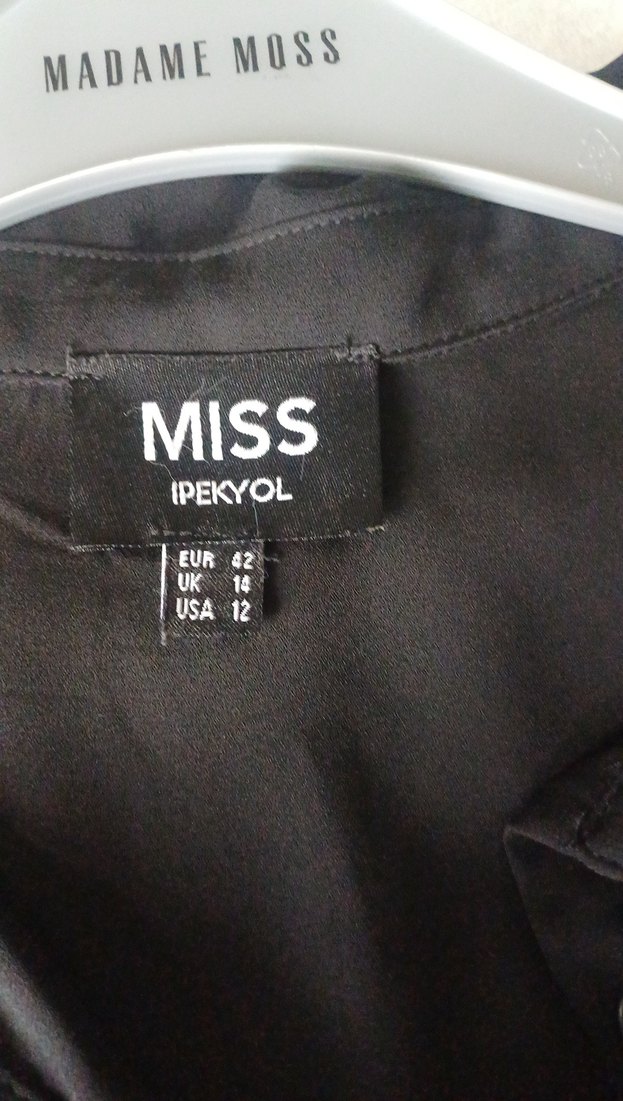 MADAME MOSS
MISS
IPEKYOL
EUR 42
UK 14
USA 12